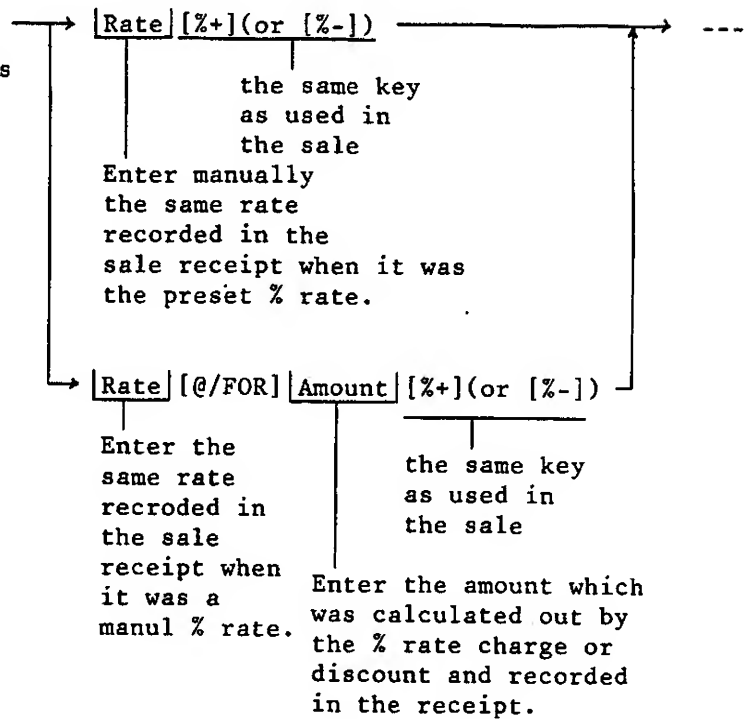 |Rate| [%+](or [%-])
s
the same key
as used in
the sale
Enter manually
the same rate
recorded in the
sale receipt when it was
the preset % rate.
|Rate| [@/FOR] |Amount| [%+](or [%-])
Enter the
same rate
recroded in
the sale
receipt when
it was a
manul % rate.
the same key
as used in
the sale
Enter the amount which
was calculated out by
the % rate charge or
discount and recorded
in the receipt.